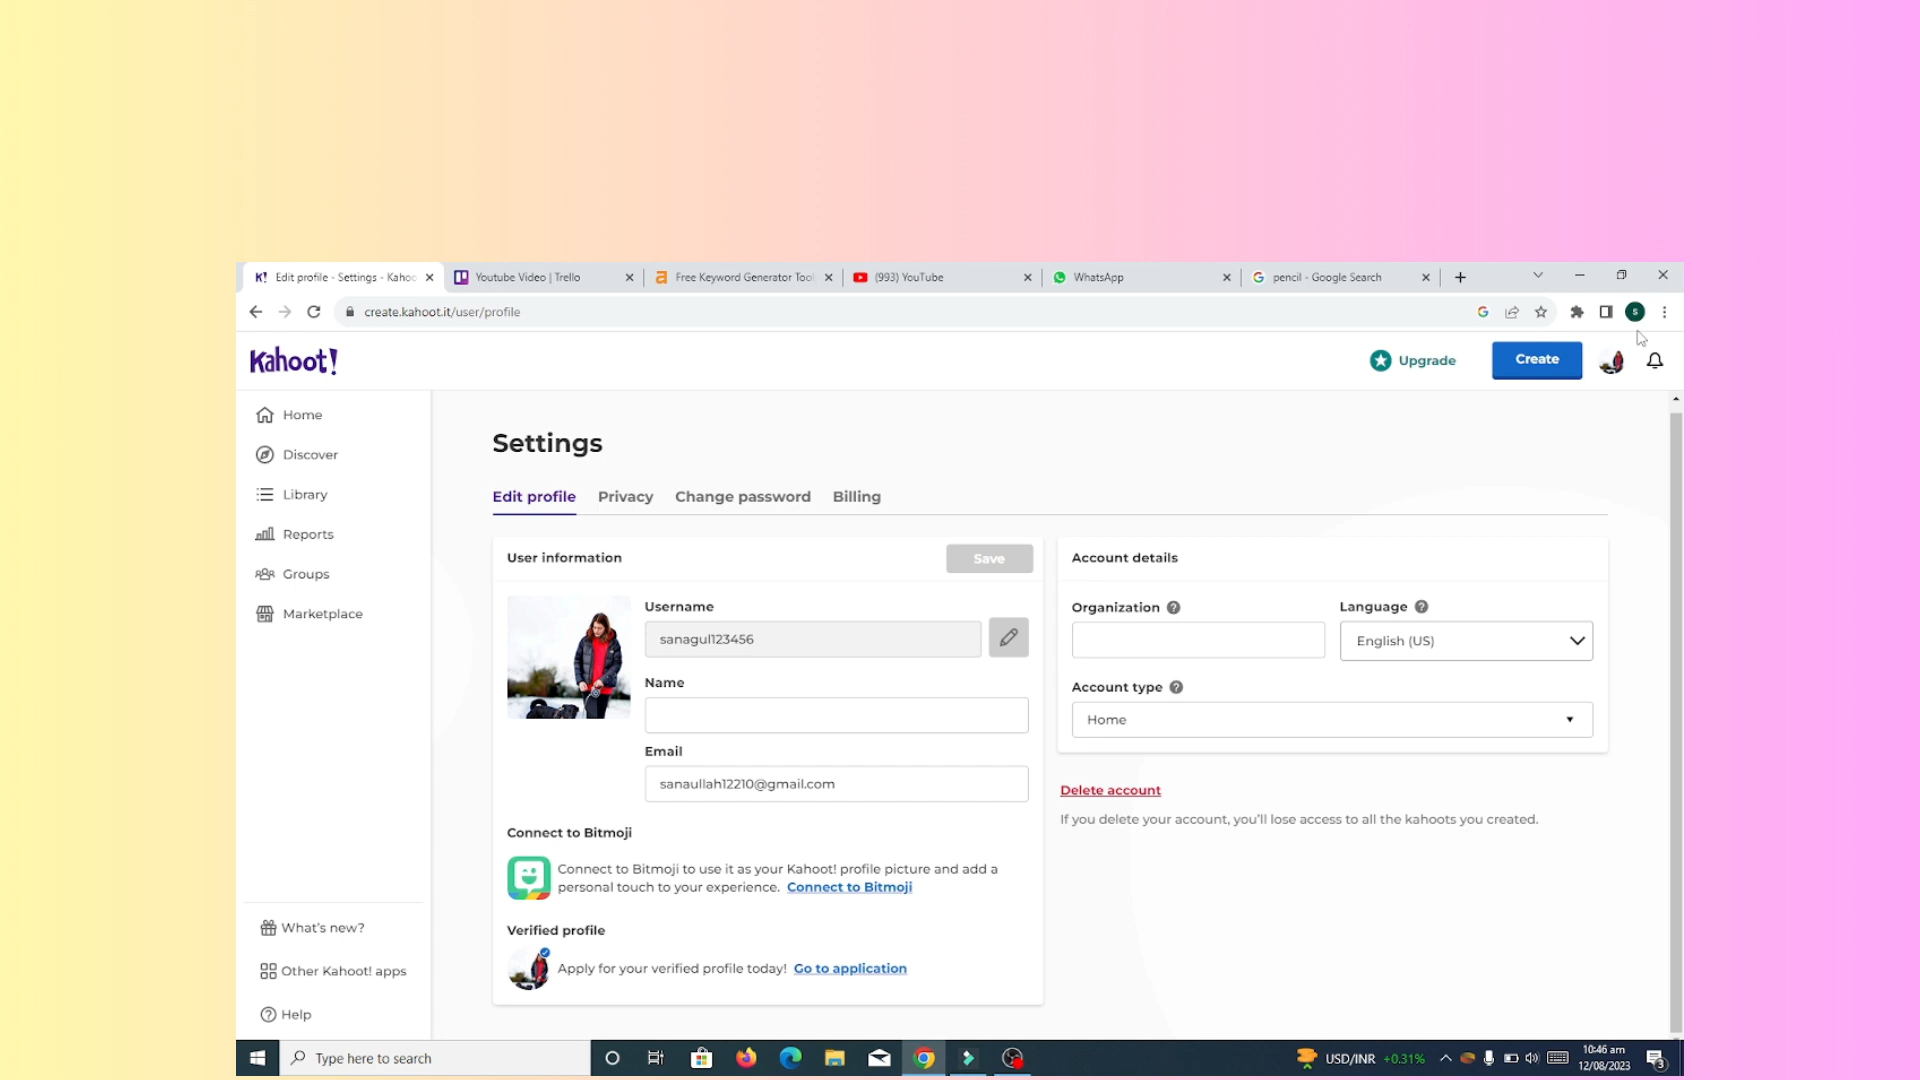 Edit profile - Settings - Kahoo
Youtube Video | Trello
Free Keyword Generator Tool
(993) YouTube
WhatsApp
pencil - Google Search
create.kahoot.it/user/profile
S
Kahoot!
Upgrade
Create
Home
Discover
Library
Reports
Groups
Marketplace
What's new?
Other Kahoot! apps
Help
Settings
Edit profile
Privacy
Change password
Billing
User information
Save
Username
sanagul123456
Name
Email
sanaullah12210@gmail.com
Connect to Bitmoji
Connect to Bitmoji to use it as your Kahoot! profile picture and add a
personal touch to your experience. Connect to Bitmoji
Verified profile
Apply for your verified profile today! Go to application
Account details
Organization
Language
English (US)
Account type
Home
Delete account
If you delete your account, you'll lose access to all the kahoots you created.
Type here to search
USD/INR +0.31%
10:46 am
12/08/2023
3